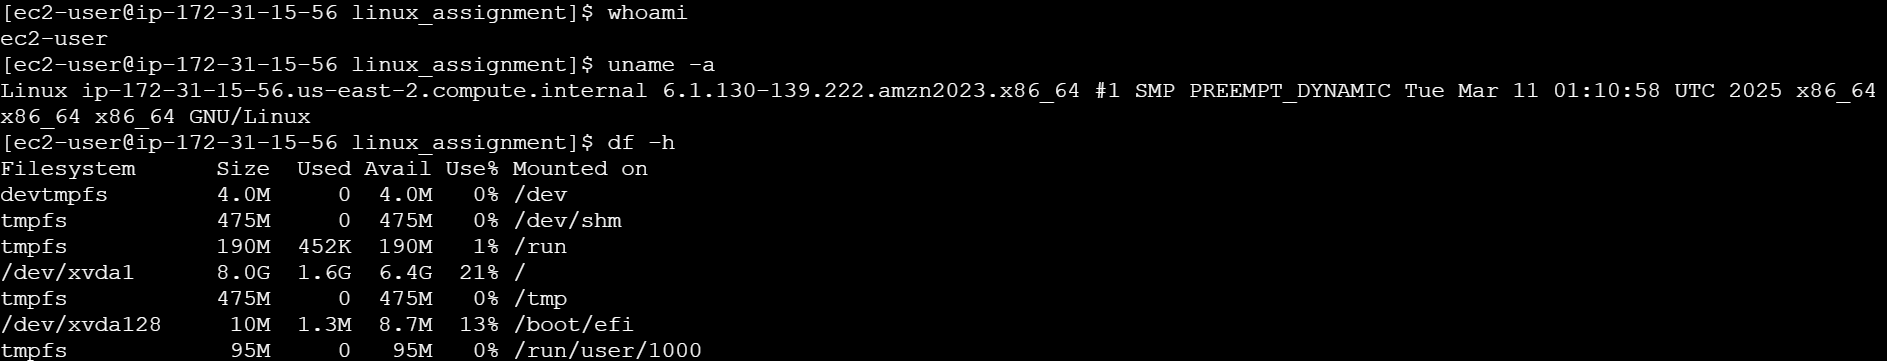 [ec2-user@ip-172-31-15-56 linux_assignment]$ whoami
ec2-user
[ec2-user@ip-172-31-15-56 linux_assignment]$ uname -a
Linux ip-172-31-15-56.us-east-2.compute.internal 6.1.130-139.222.amzn2023.x86_64 #1 SMP PREEMPT_DYNAMIC Tue Mar 11 01:10:58 UTC 2025 x86_64
x86_64 x86_64 GNU/Linux
[ec2-user@ip-172-31-15-56 linux_assignment]$ df -h
Filesystem      Size  Used Avail Use% Mounted on
devtmpfs        4.0M     0  4.0M   0% /dev
tmpfs           475M     0  475M   0% /dev/shm
tmpfs           190M  452K  190M   1% /run
/dev/xvda1      8.0G  1.6G  6.4G  21% /
tmpfs           475M     0  475M   0% /tmp
/dev/xvda128     10M  1.3M  8.7M  13% /boot/efi
tmpfs            95M     0   95M   0% /run/user/1000